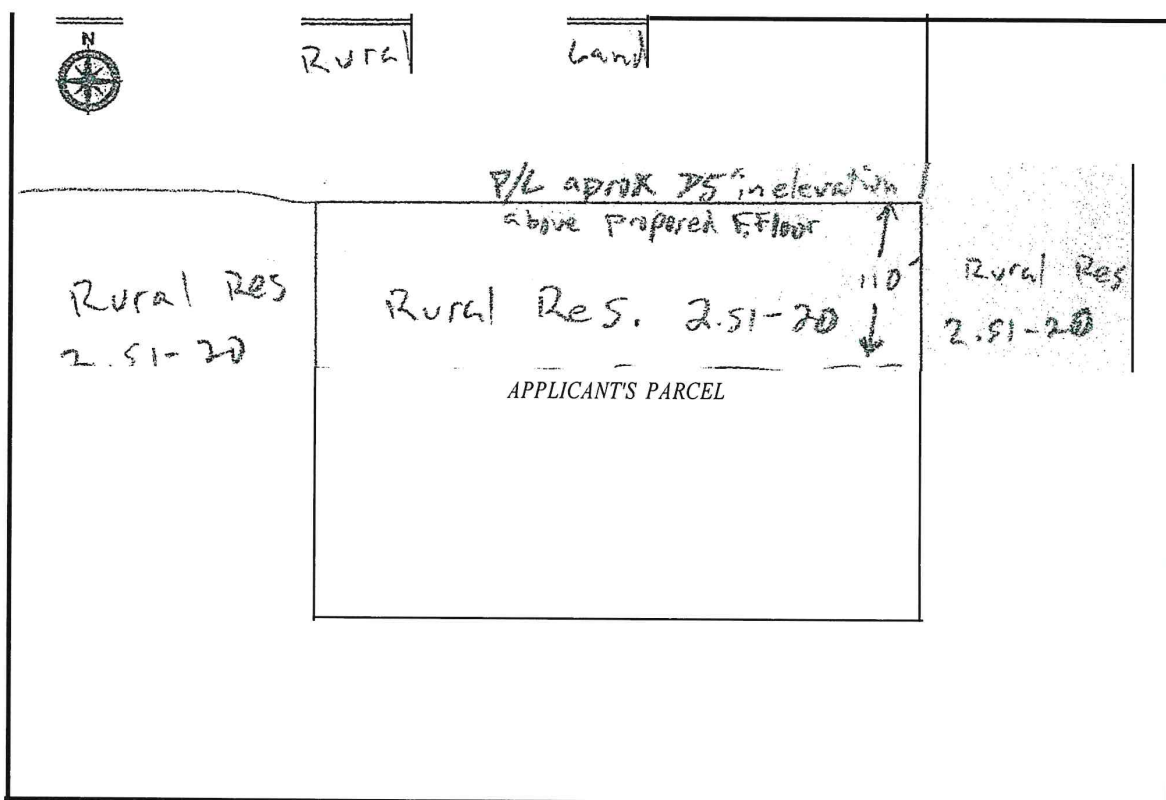 N
Rural Land
P/L aprox 75' in elevation
above proposed F.Floor
110'
Rural Res
2.51-20
Rural Res. 2.51-20
Rural Res
2.51-20
APPLICANT'S PARCEL